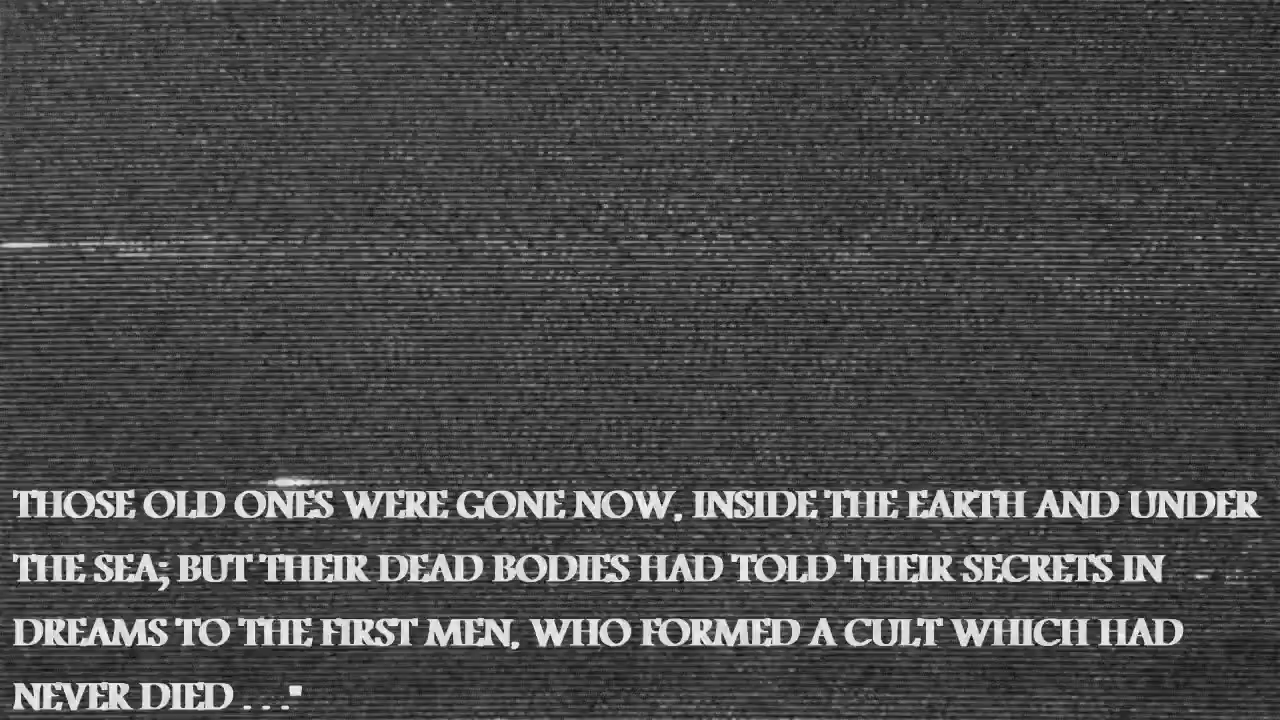 THOSE OLD ONES WERE GONE NOW, INSIDE THE EARTH AND UNDER
THE SEA; BUT THEIR DEAD BODIES HAD TOLD THEIR SECRETS IN
DREAMS TO THE FIRST MEN, WHO FORMED A CULT WHICH HAD
NEVER DIED . . ."